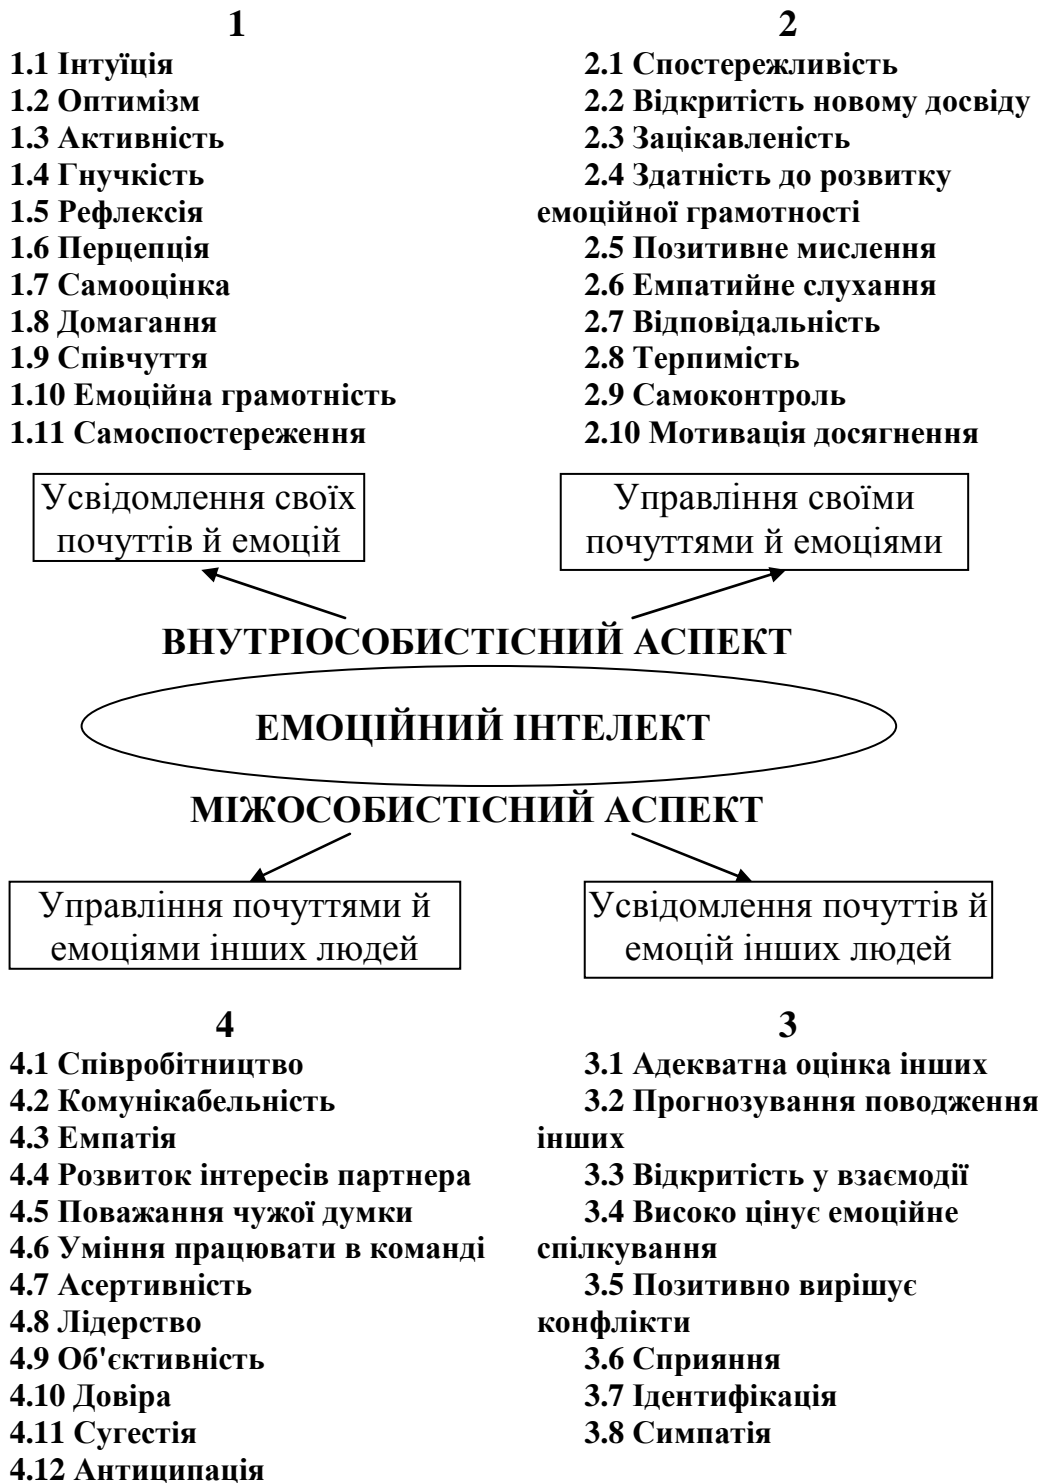 1
1.1 Інтуїція
1.2 Оптимізм
1.3 Активність
1.4 Гнучкість
1.5 Рефлексія
1.6 Перцепція
1.7 Самооцінка
1.8 Домагання
1.9 Співчуття
1.10 Емоційна грамотність
1.11 Самоспостереження
2
2.1 Спостережливість
2.2 Відкритість новому досвіду
2.3 Зацікавленість
2.4 Здатність до розвитку
емоційної грамотності
2.5 Позитивне мислення
2.6 Емпатийне слухання
2.7 Відповідальність
2.8 Терпимість
2.9 Самоконтроль
2.10 Мотивація досягнення
Усвідомлення своїх
почуттів й емоцій
Управління своїми
почуттями й емоціями
ВНУТРІОСОБИСТІСНИЙ АСПЕКТ
ЕМОЦІЙНИЙ ІНТЕЛЕКТ
МІЖОСОБИСТІСНИЙ АСПЕКТ
Управління почуттями й
емоціями інших людей
Усвідомлення почуттів й
емоцій інших людей
4
4.1 Співробітництво
4.2 Комунікабельність
4.3 Емпатія
4.4 Розвиток інтересів партнера
4.5 Поважання чужої думки
4.6 Уміння працювати в команді
4.7 Асертивність
4.8 Лідерство
4.9 Об'єктивність
4.10 Довіра
4.11 Сугестія
4.12 Антиципація
3
3.1 Адекватна оцінка інших
3.2 Прогнозування поводження
інших
3.3 Відкритість у взаємодії
3.4 Високо цінує емоційне
спілкування
3.5 Позитивно вирішує
конфлікти
3.6 Сприяння
3.7 Ідентифікація
3.8 Симпатія